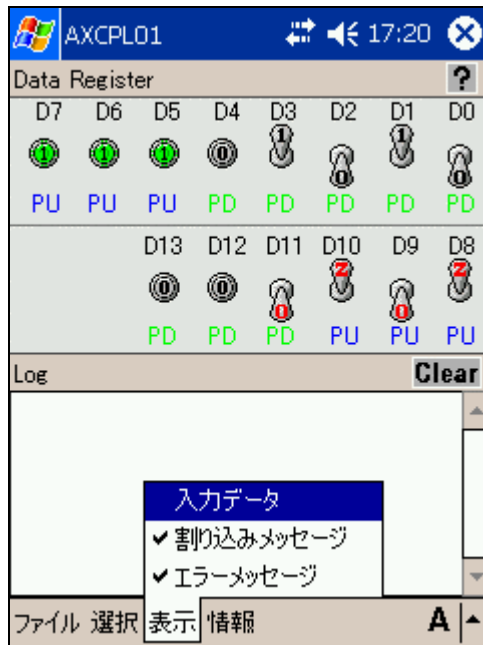 AXCPL01 17:20
Data Register ?
D7 D6 D5 D4 D3 D2 D1 D0
1 1 1 0 1 0 1 0
PU PU PU PD PD PD PD PD
D13 D12 D11 D10 D9 D8
0 0 0 Z 0 Z
PD PD PD PU PU PU
Log Clear
入力データ
✔割り込みメッセージ
✔エラーメッセージ
ファイル 選択 表示 情報 A